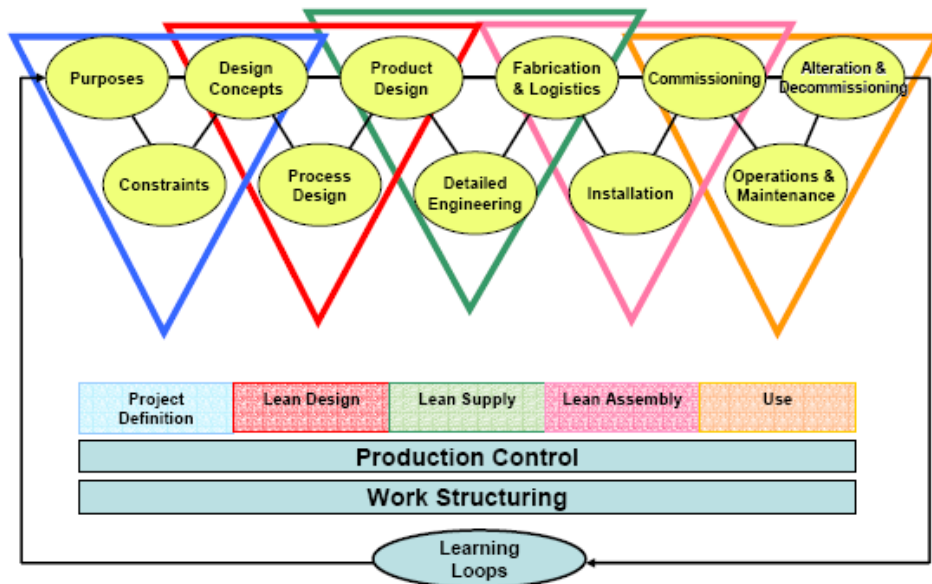 Purposes
Design
Concepts
Product
Design
Fabrication
& Logistics
Commissioning
Alteration &
Decommissioning
Constraints
Process
Design
Detailed
Engineering
Installation
Operations &
Maintenance
Project
Definition
Lean Design
Lean Supply
Lean Assembly
Use
Production Control
Work Structuring
Learning
Loops